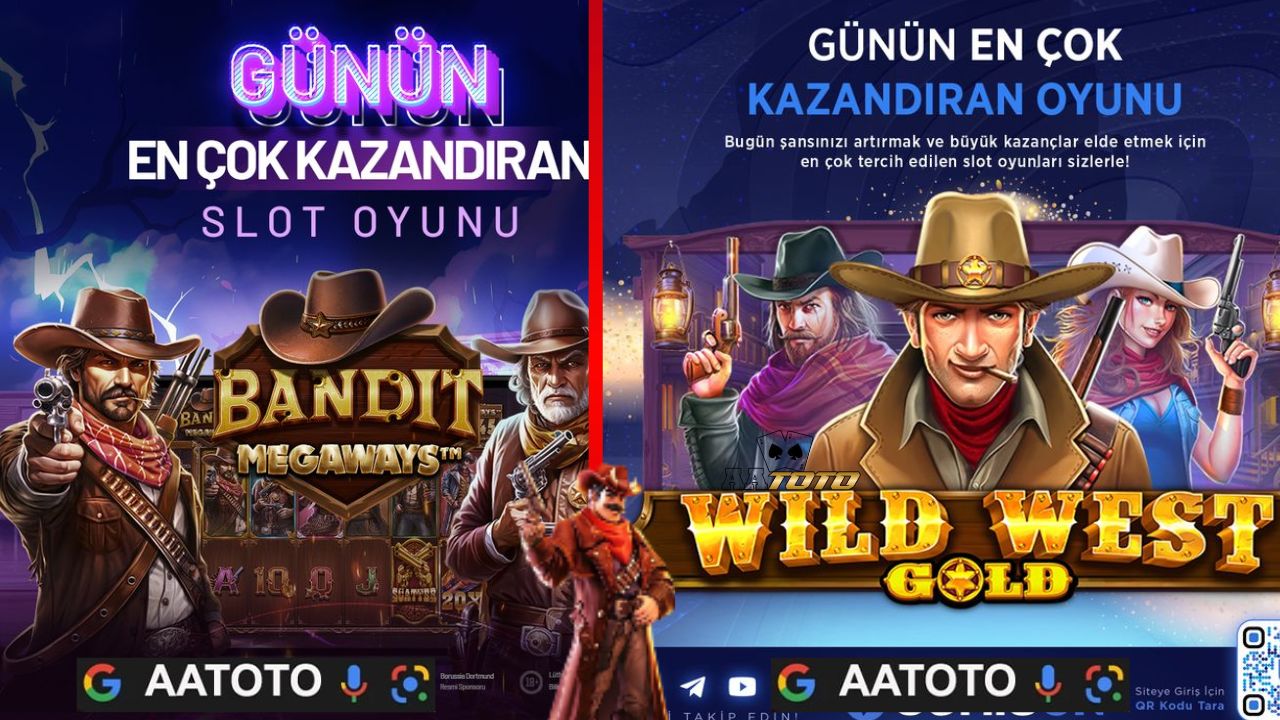 GÜNÜN
EN ÇOK KAZANDIRAN
SLOT OYUNU
BANDIT
MEGAWAYS™
A 10 Q J
20X
AATOTO
Borussia Dortmund
Resmi Sponsoru
18+
GÜNÜN EN ÇOK
KAZANDIRAN OYUNU
Bugün şansınızı artırmak ve büyük kazançlar elde etmek için
en çok tercih edilen slot oyunları sizlerle!
AATOTO
WILD WEST
GOLD
AATOTO
Siteye Giriş İçin
QR Kodu Tara
TAKİP EDİN!